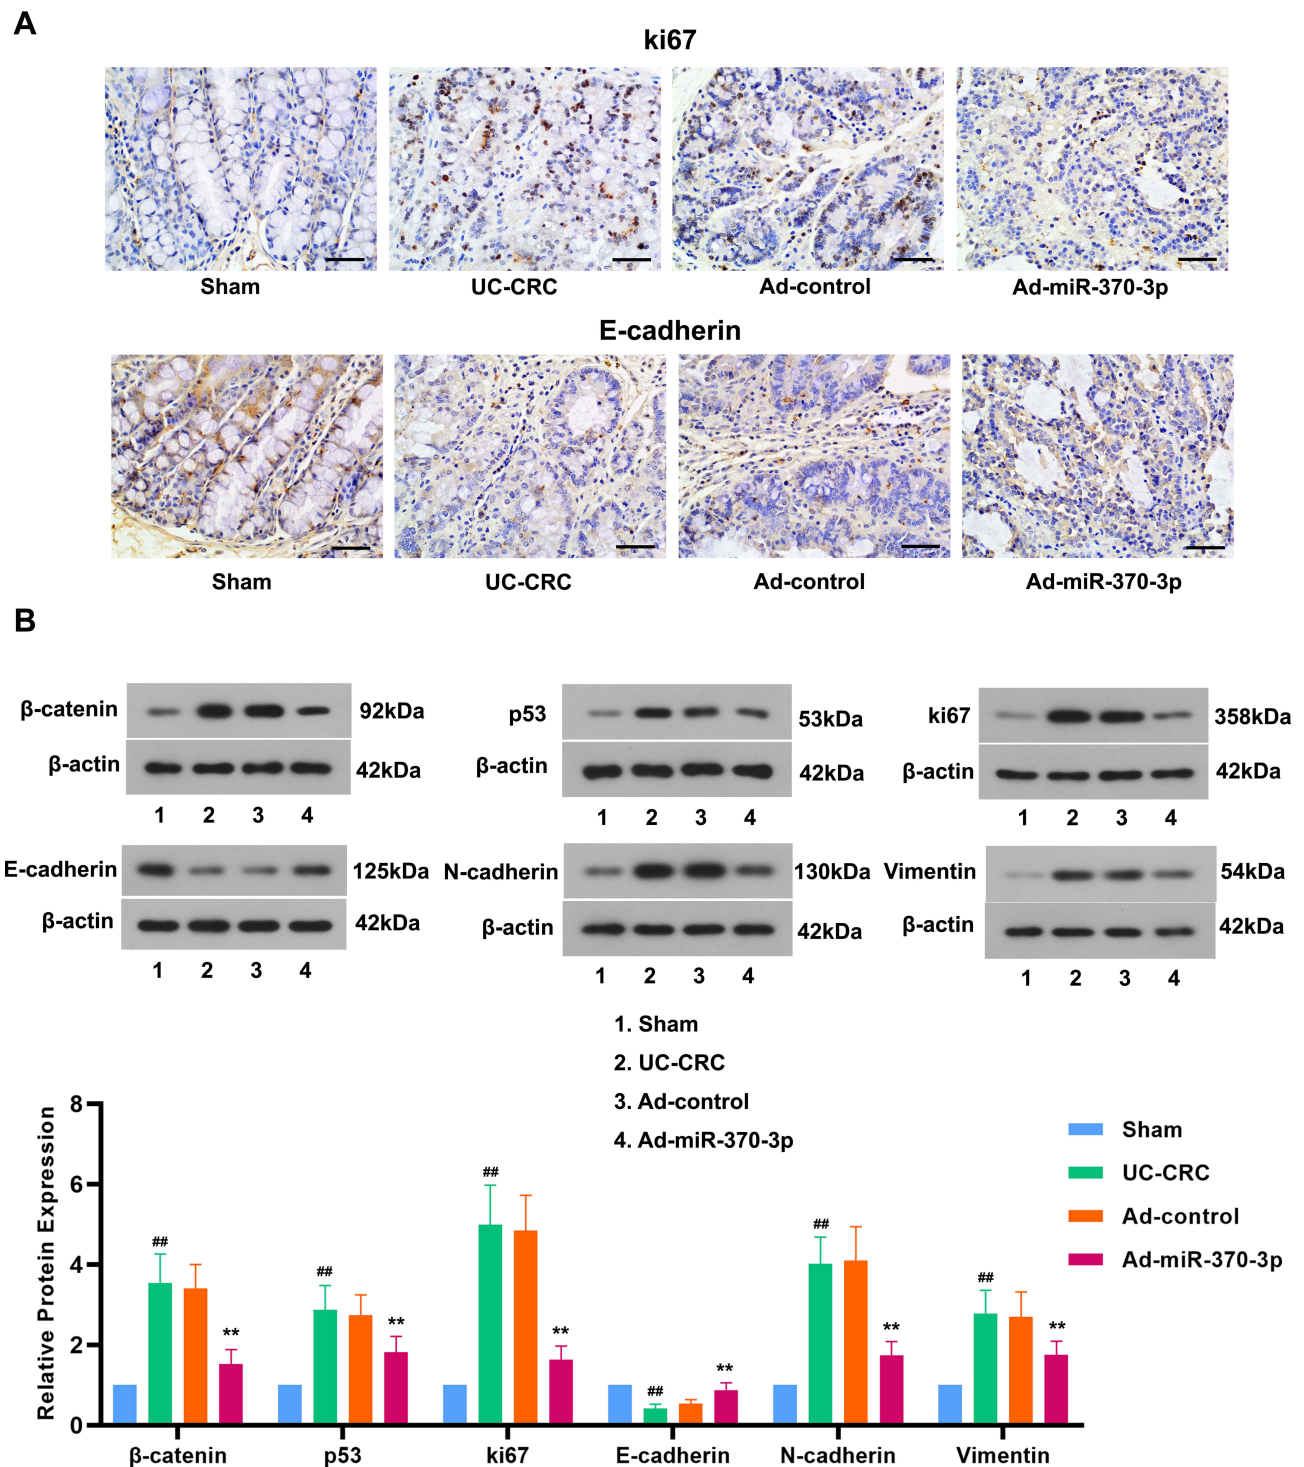 A
ki67
Sham UC-CRC Ad-control Ad-miR-370-3p
E-cadherin
Sham UC-CRC Ad-control Ad-miR-370-3p
B
β-catenin 92kDa p53 53kDa ki67 358kDa
β-actin 42kDa β-actin 42kDa β-actin 42kDa
1 2 3 4 1 2 3 4 1 2 3 4
E-cadherin 125kDa N-cadherin 130kDa Vimentin 54kDa
β-actin 42kDa β-actin 42kDa β-actin 42kDa
1 2 3 4 1 2 3 4 1 2 3 4
1. Sham
2. UC-CRC
3. Ad-control
4. Ad-miR-370-3p
Relative Protein Expression
8
6
4
2
0
## ** ## ** ## ** ## ** ## ** ## **
β-catenin p53 ki67 E-cadherin N-cadherin Vimentin
Sham
UC-CRC
Ad-control
Ad-miR-370-3p